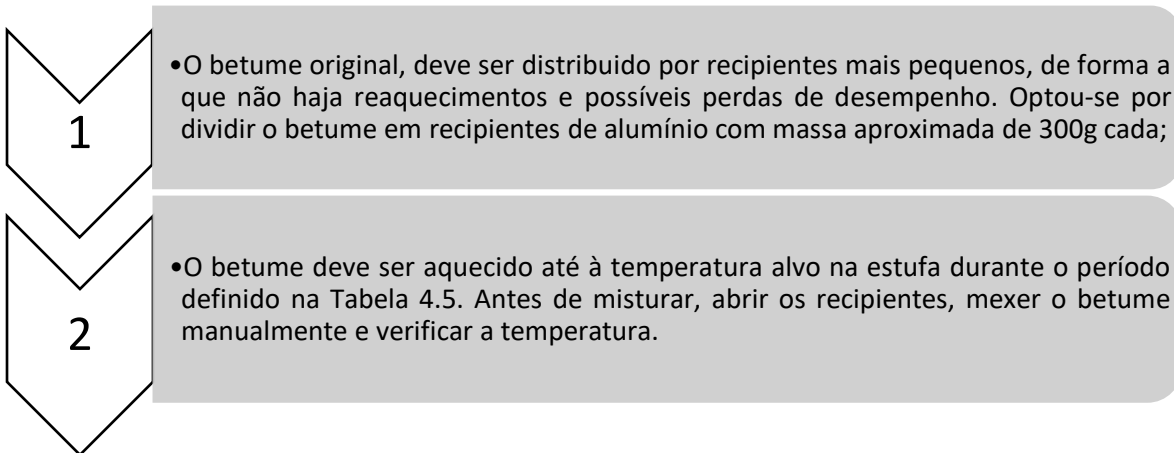 1
•O betume original, deve ser distribuido por recipientes mais pequenos, de forma a
que não haja reaquecimentos e possíveis perdas de desempenho. Optou-se por
dividir o betume em recipientes de alumínio com massa aproximada de 300g cada;
2
•O betume deve ser aquecido até à temperatura alvo na estufa durante o período
definido na Tabela 4.5. Antes de misturar, abrir os recipientes, mexer o betume
manualmente e verificar a temperatura.